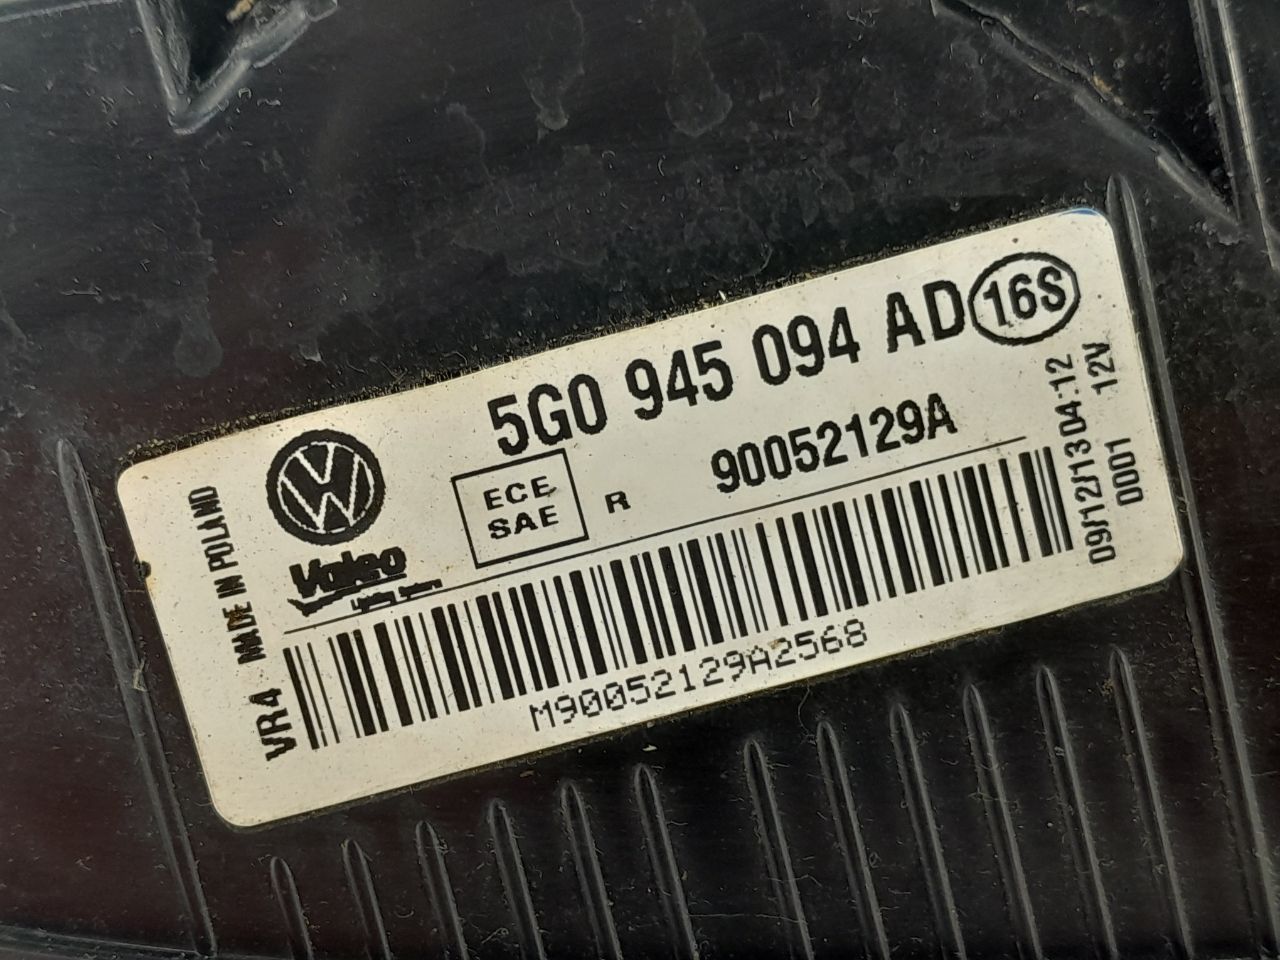 5G0 945 094 AD 16S
ECE
SAE
R
90052129A
Valeo
M90052129A2568
VR4 MADE IN POLAND
09/12/13 04:12
0001 12V